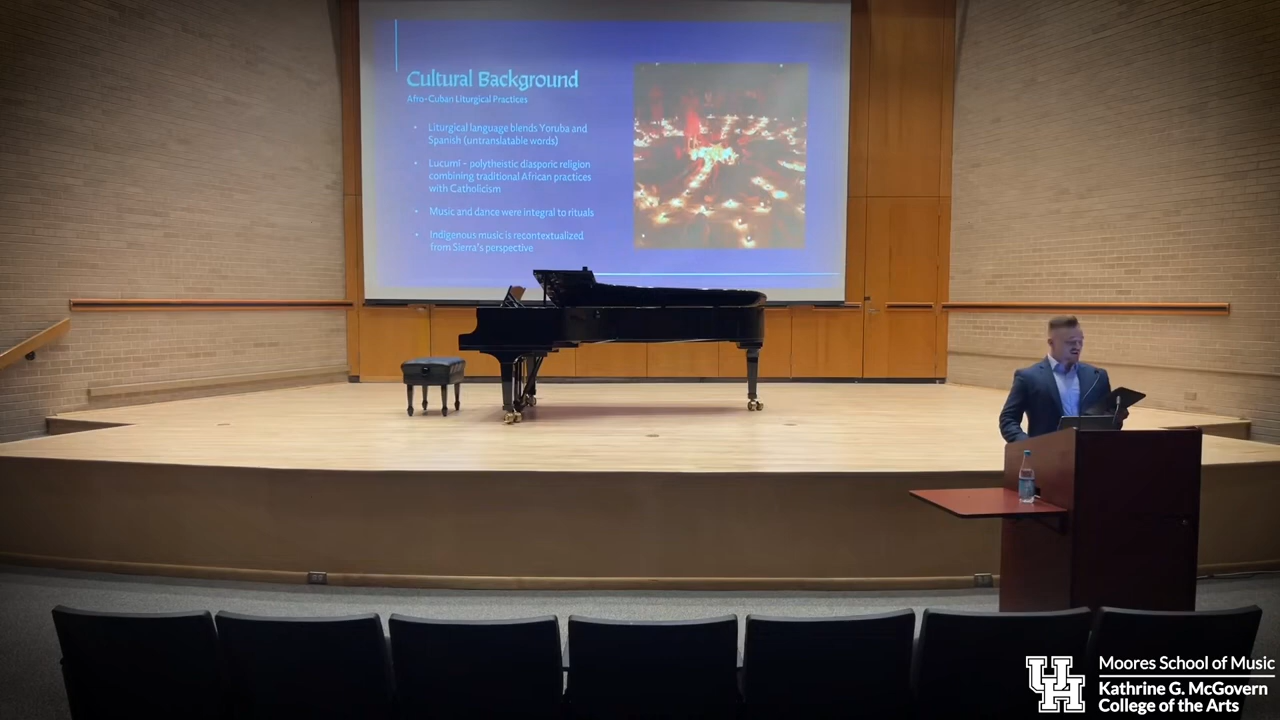 Cultural Background
Afro-Cuban Liturgical Practices
• Liturgical language blends Yoruba and
Spanish (untranslatable words)
• Lucumí - polytheistic diasporic religion
combining traditional African practices
with Catholicism
• Music and dance were integral to rituals
• Indigenous music is recontextualized
from Sierra's perspective
UH
Moores School of Music
Kathrine G. McGovern
College of the Arts